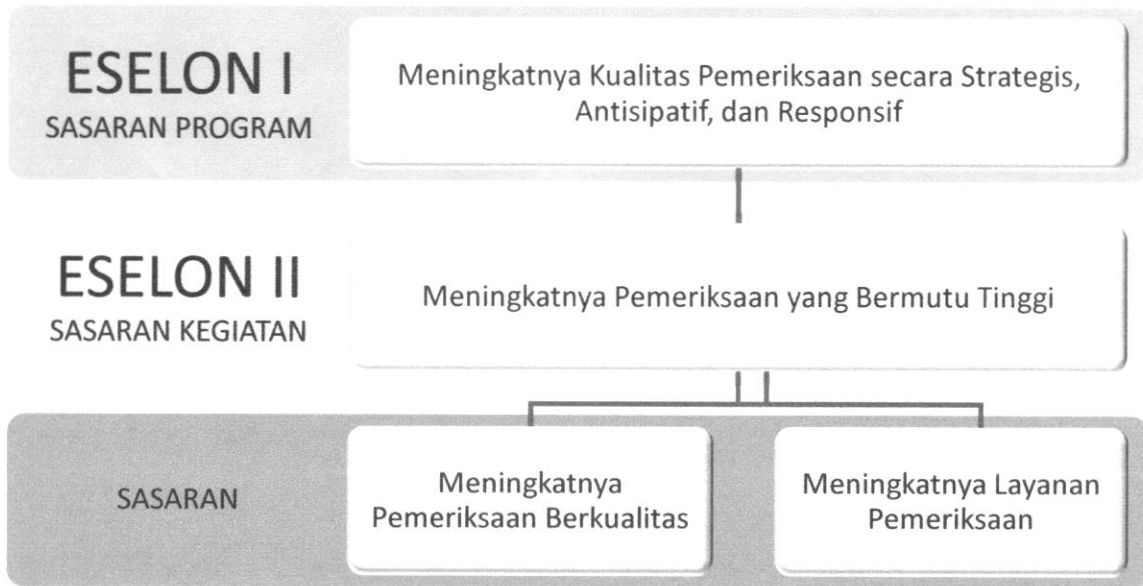 ESELON I
SASARAN PROGRAM
Meningkatnya Kualitas Pemeriksaan secara Strategis,
Antisipatif, dan Responsif
ESELON II
SASARAN KEGIATAN
Meningkatnya Pemeriksaan yang Bermutu Tinggi
SASARAN
Meningkatnya
Pemeriksaan Berkualitas
Meningkatnya Layanan
Pemeriksaan